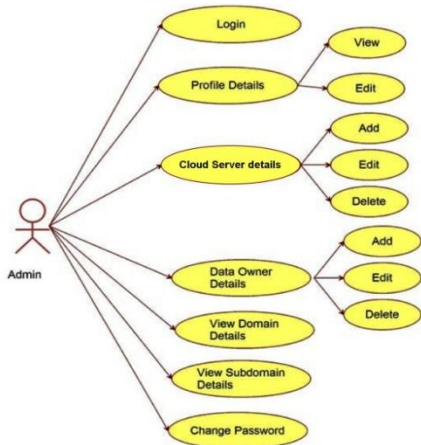 Login
View
Profile Details
Edit
Add
Cloud Server details
Edit
Delete
Admin
Add
Data Owner
Details
Edit
Delete
View Domain
Details
View Subdomain
Details
Change Password